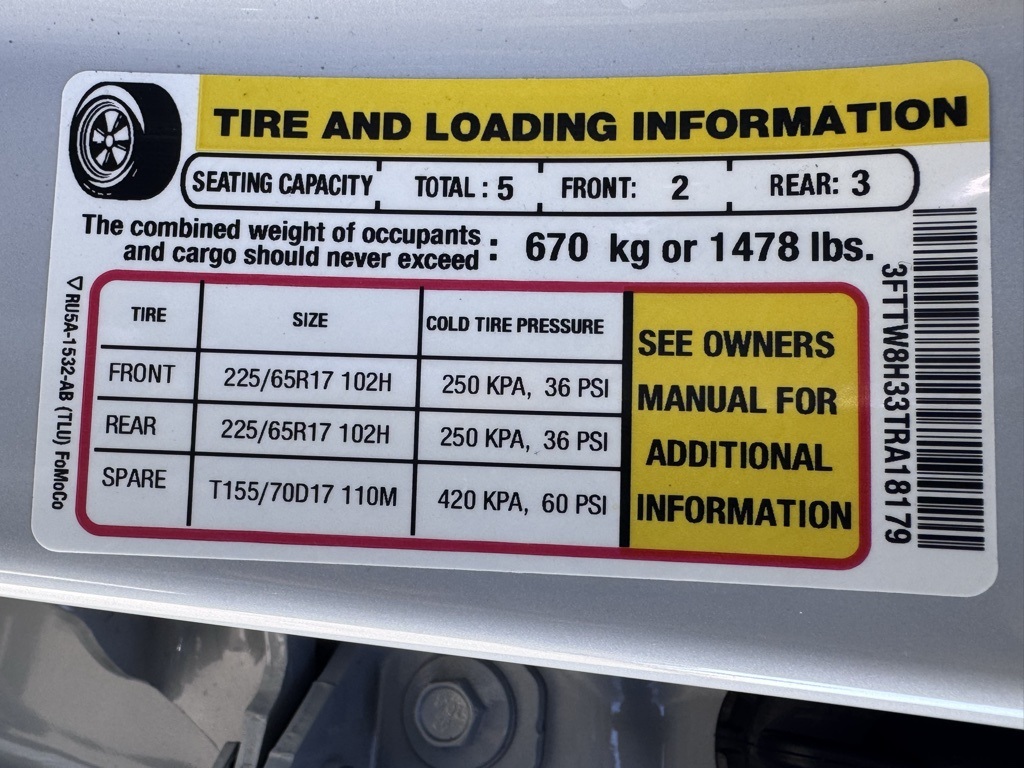 TIRE AND LOADING INFORMATION
SEATING CAPACITY TOTAL : 5 FRONT: 2 REAR: 3
The combined weight of occupants
and cargo should never exceed : 670 kg or 1478 lbs.
TIRE SIZE COLD TIRE PRESSURE
FRONT 225/65R17 102H 250 KPA, 36 PSI
REAR 225/65R17 102H 250 KPA, 36 PSI
SPARE T155/70D17 110M 420 KPA, 60 PSI
SEE OWNERS
MANUAL FOR
ADDITIONAL
INFORMATION
RU5A-1532-AB (TLU) FoMoCo
3FTTW8H33TRA18179